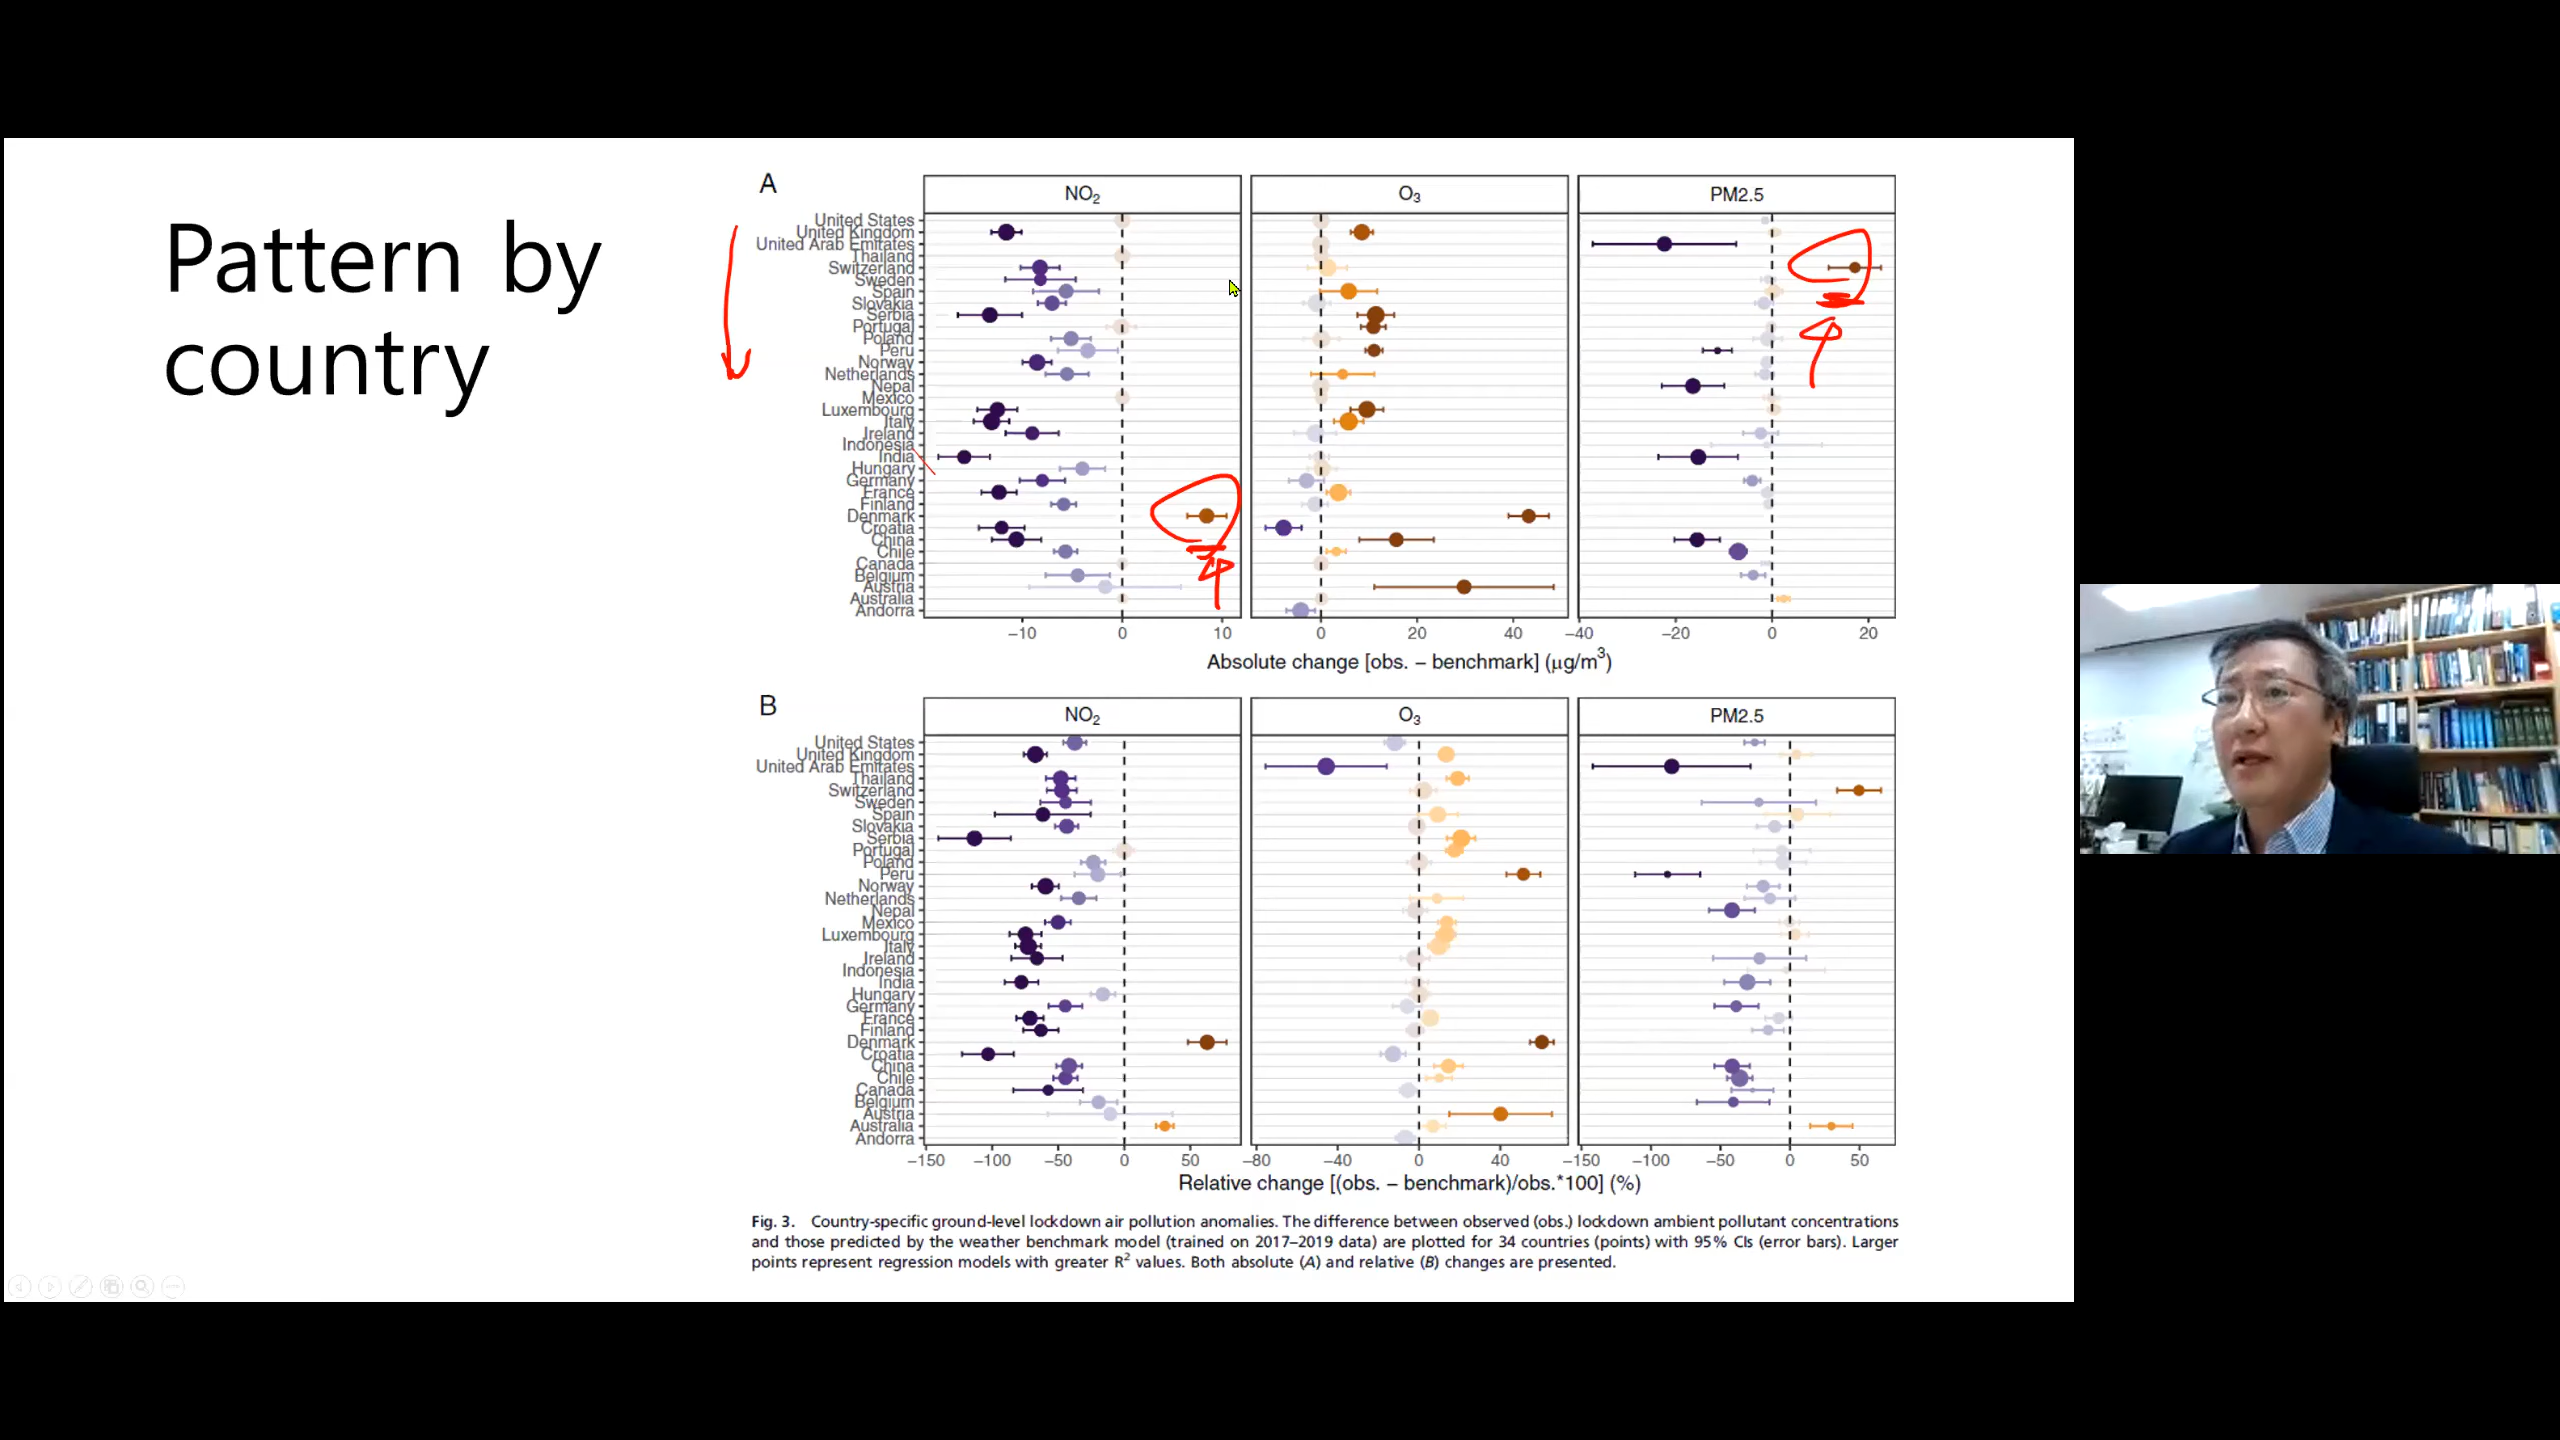 Pattern by
country
A
NO2
O3
PM2.5
United States
United Kingdom
United Arab Emirates
Thailand
Switzerland
Sweden
Spain
Slovakia
Serbia
Portugal
Poland
Peru
Norway
Netherlands
Nepal
Mexico
Luxembourg
Italy
Ireland
Indonesia
India
Hungary
Germany
France
Finland
Denmark
Croatia
China
Chile
Canada
Belgium
Austria
Australia
Andorra
−10 0 10
0 20 40
−40 −20 0 20
Absolute change [obs. − benchmark] (μg/m3)
B
NO2
O3
PM2.5
United States
United Kingdom
United Arab Emirates
Thailand
Switzerland
Sweden
Spain
Slovakia
Serbia
Portugal
Poland
Peru
Norway
Netherlands
Nepal
Mexico
Luxembourg
Italy
Ireland
Indonesia
India
Hungary
Germany
France
Finland
Denmark
Croatia
China
Chile
Canada
Belgium
Austria
Australia
Andorra
−150 −100 −50 0 50
−80 −40 0 40
−150 −100 −50 0 50
Relative change [(obs. − benchmark)/obs.*100] (%)
Fig. 3. Country-specific ground-level lockdown air pollution anomalies. The difference between observed (obs.) lockdown ambient pollutant concentrations
and those predicted by the weather benchmark model (trained on 2017–2019 data) are plotted for 34 countries (points) with 95% CIs (error bars). Larger
points represent regression models with greater R2 values. Both absolute (A) and relative (B) changes are presented.